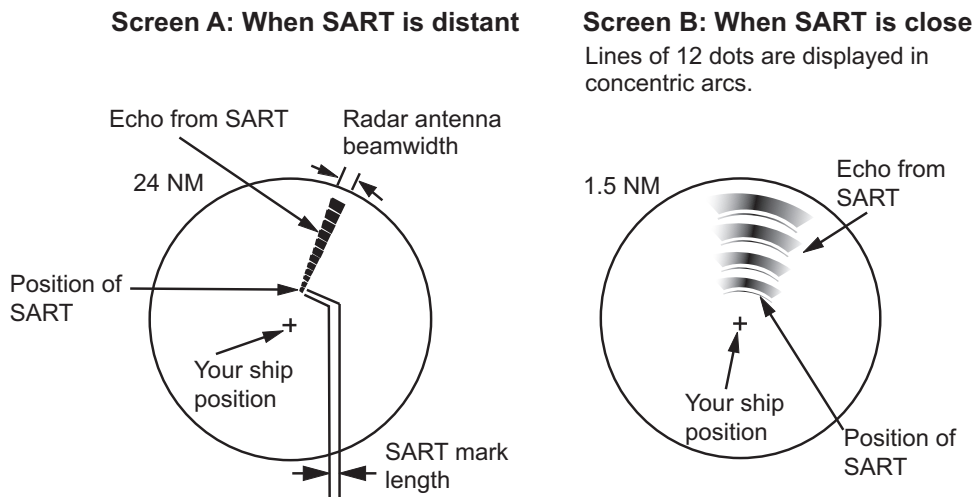 Screen A: When SART is distant
Echo from SART
Radar antenna
beamwidth
24 NM
Position of
SART
Your ship
position
SART mark
length
Screen B: When SART is close
Lines of 12 dots are displayed in
concentric arcs.
1.5 NM
Echo from
SART
Your ship
position
Position of
SART